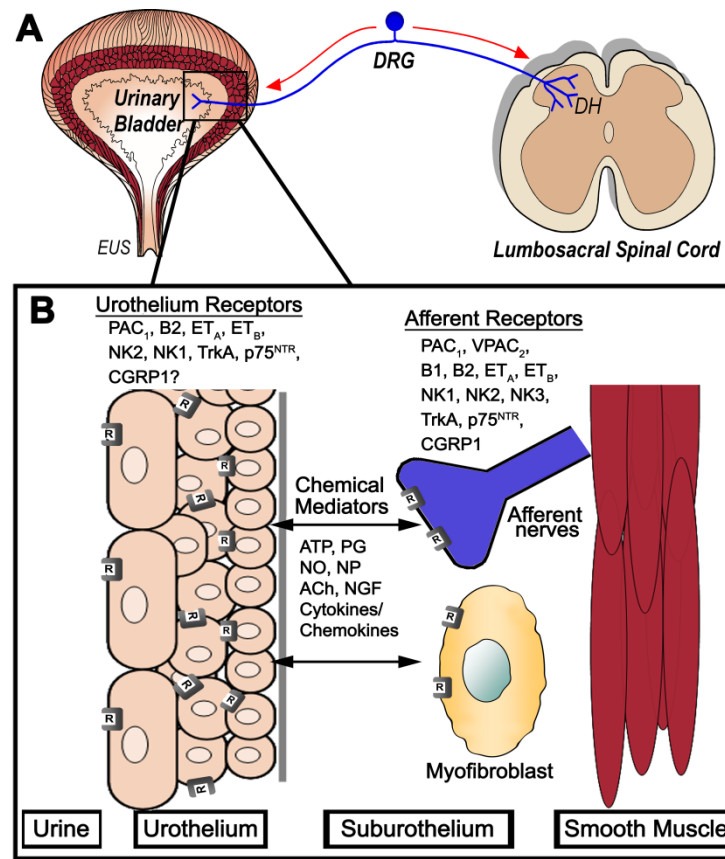 A
DRG
Urinary
Bladder
DH
EUS
Lumbosacral Spinal Cord
B
Urothelium Receptors
PAC₁, B2, ETA, ETB,
NK2, NK1, TrkA, p75NTR,
CGRP1?
Afferent Receptors
PAC₁, VPAC₂,
B1, B2, ETA, ETB,
NK1, NK2, NK3,
TrkA, p75NTR,
CGRP1
R
R
R
R
R
R
R
R
R
R
R
Chemical
Mediators
ATP, PG
NO, NP
ACh, NGF
Cytokines/
Chemokines
R
R
Afferent
nerves
R
R
Myofibroblast
Urine
Urothelium
Suburothelium
Smooth Muscle